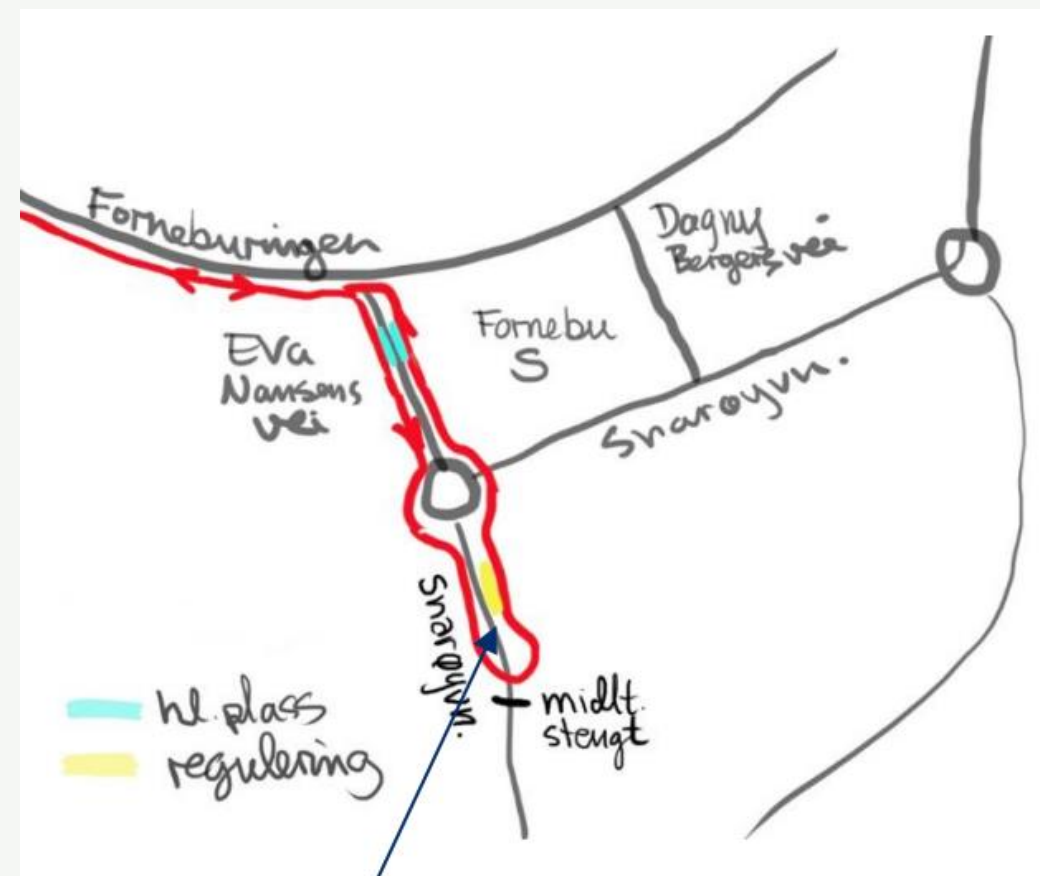 Forneburingen
Dagny
Bergers vei
Fornebu
S
Eva
Nansens
vei
Snarøyvn.
Snarøyvn.
midlt.
stengt
hl.plass
regulering